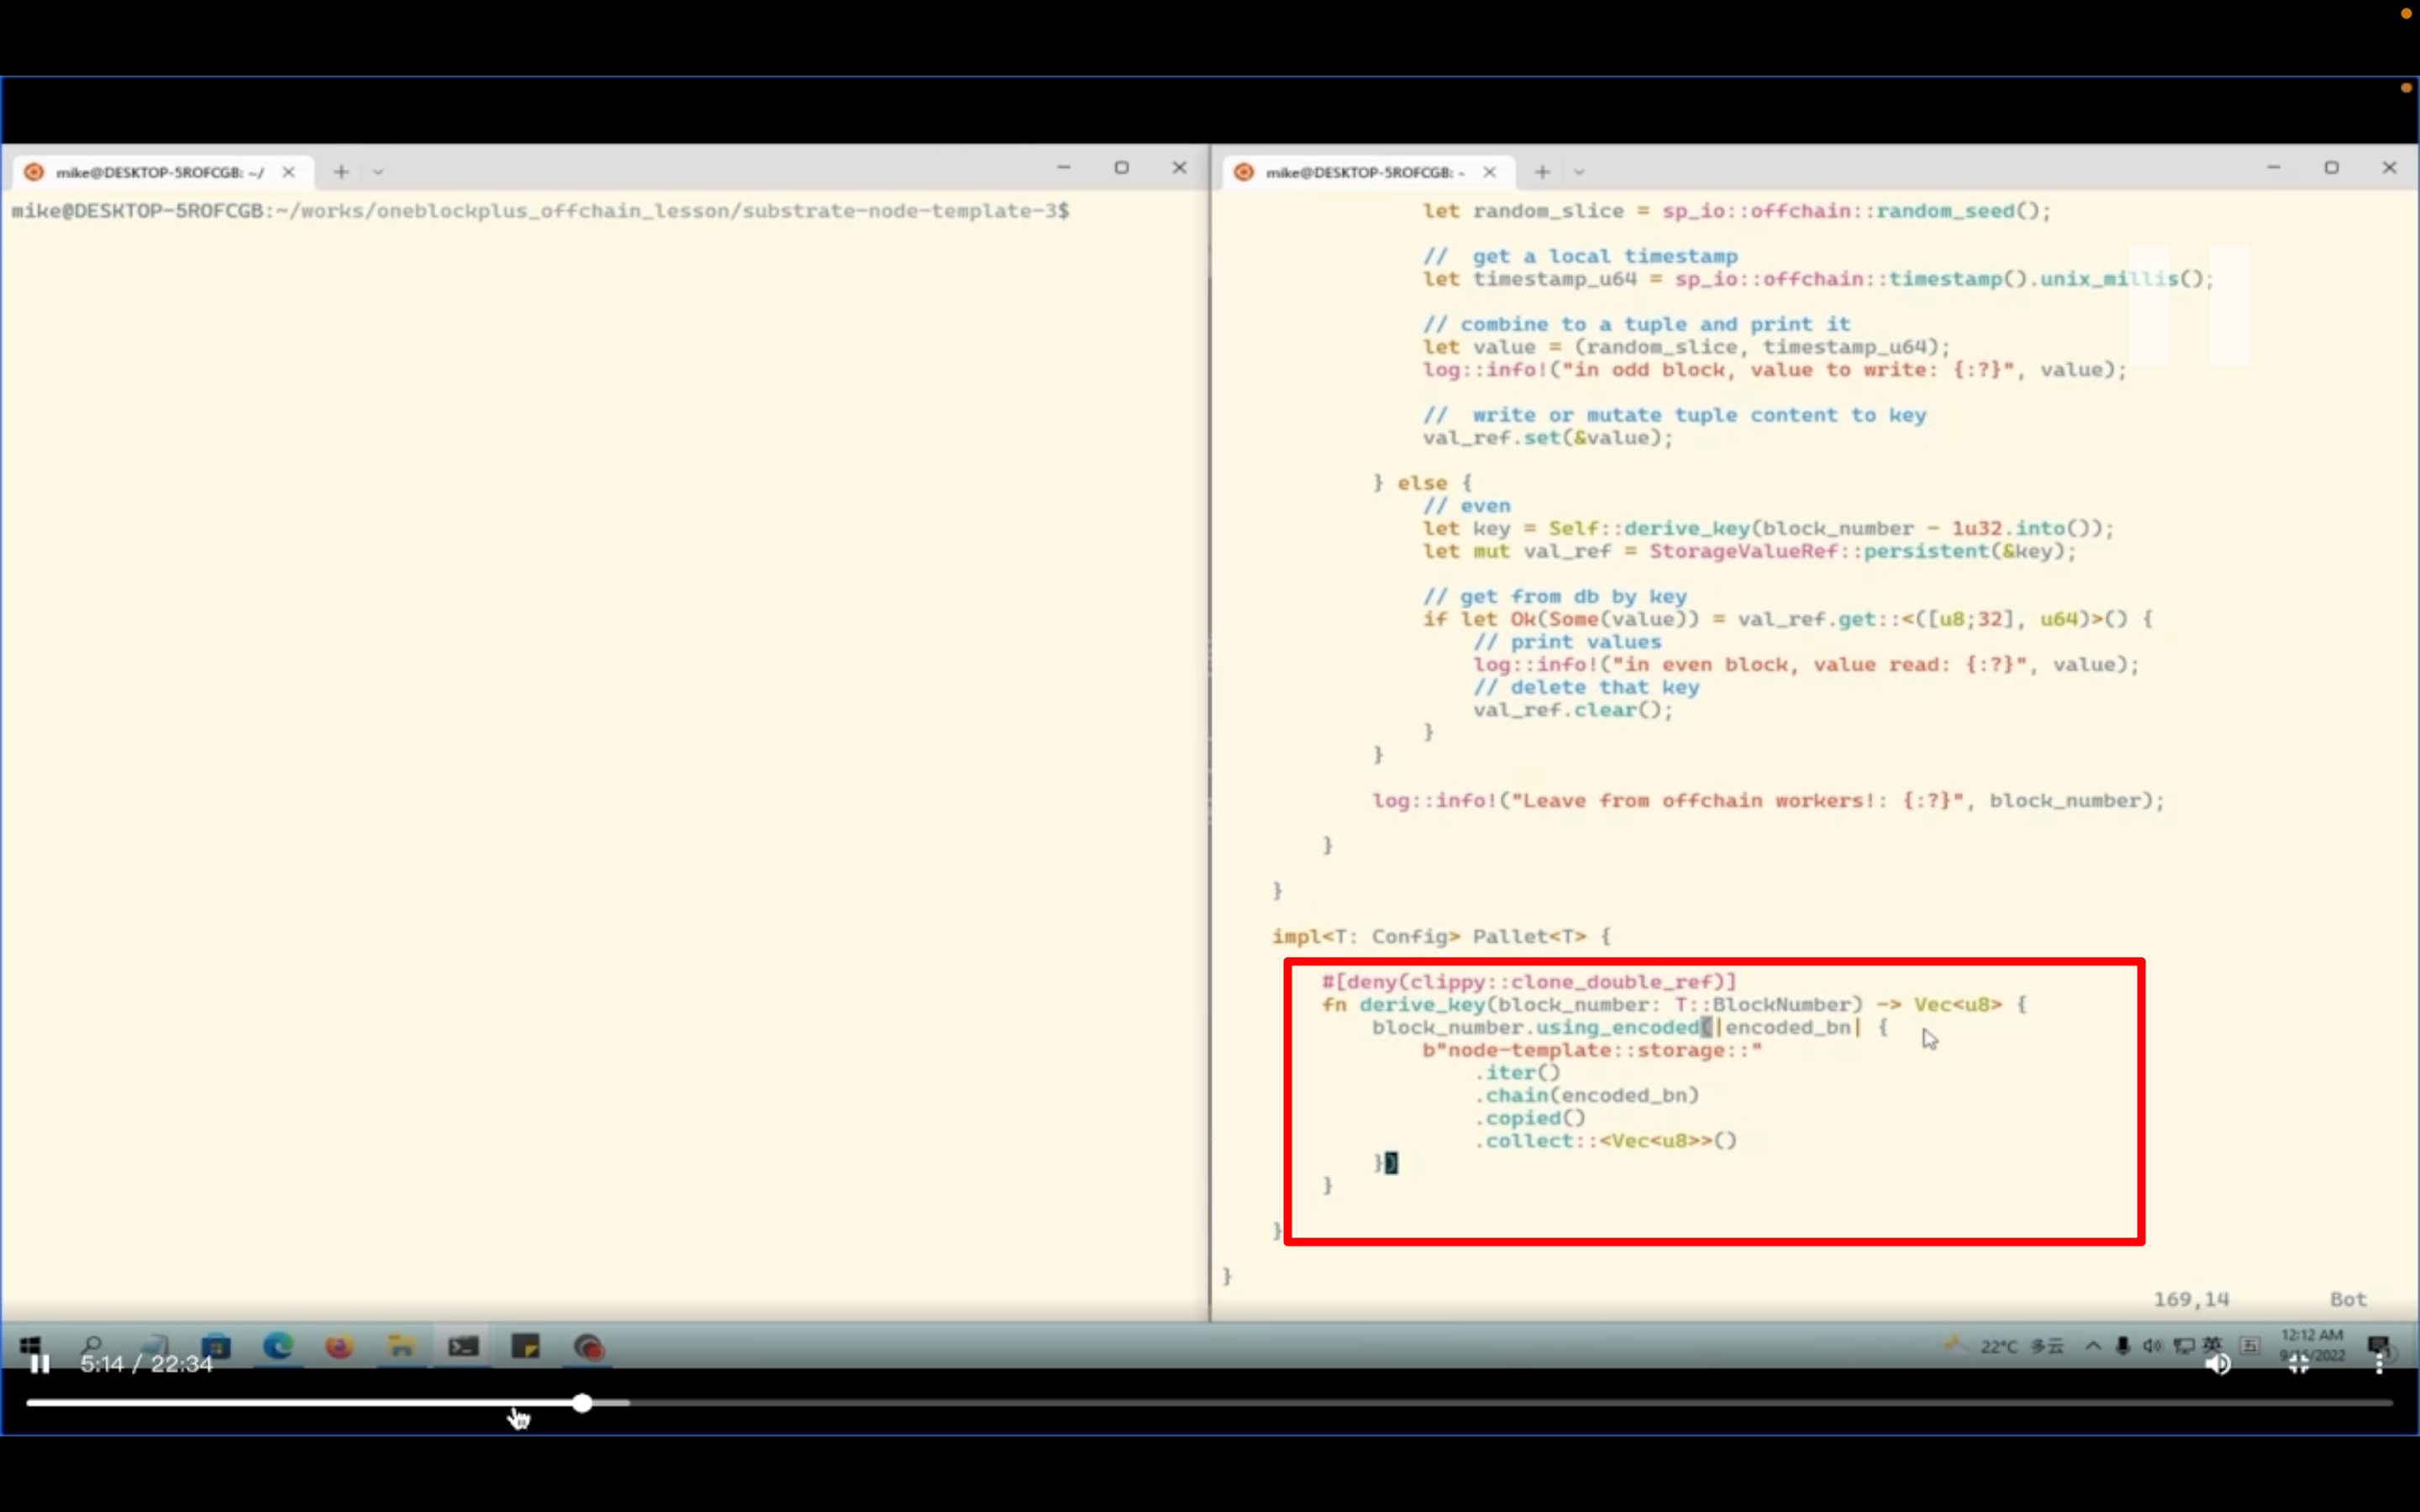 mike@DESKTOP-5ROFCGB: ~/
mike@DESKTOP-5ROFCGB:~/works/oneblockplus_offchain_lesson/substrate-node-template-3$
mike@DESKTOP-5ROFCGB: ~
let random_slice = sp_io::offchain::random_seed();
//  get a local timestamp
let timestamp_u64 = sp_io::offchain::timestamp().unix_millis();
// combine to a tuple and print it
let value = (random_slice, timestamp_u64);
log::info!("in odd block, value to write: {:?}", value);
//  write or mutate tuple content to key
val_ref.set(&value);
} else {
// even
let key = Self::derive_key(block_number - 1u32.into());
let mut val_ref = StorageValueRef::persistent(&key);
// get from db by key
if let Ok(Some(value)) = val_ref.get::<([u8;32], u64)>() {
// print values
log::info!("in even block, value read: {:?}", value);
// delete that key
val_ref.clear();
}
}
log::info!("Leave from offchain workers!: {:?}", block_number);
}
}
impl<T: Config> Pallet<T> {
#[deny(clippy::clone_double_ref)]
fn derive_key(block_number: T::BlockNumber) -> Vec<u8> {
block_number.using_encoded(|encoded_bn| {
b"node-template::storage::"
.iter()
.chain(encoded_bn)
.copied()
.collect::<Vec<u8>>()
})
}
}
}
169,14 Bot
22°C 多云 英 五 12:12 AM
9/15/2022
5:14 / 22:34